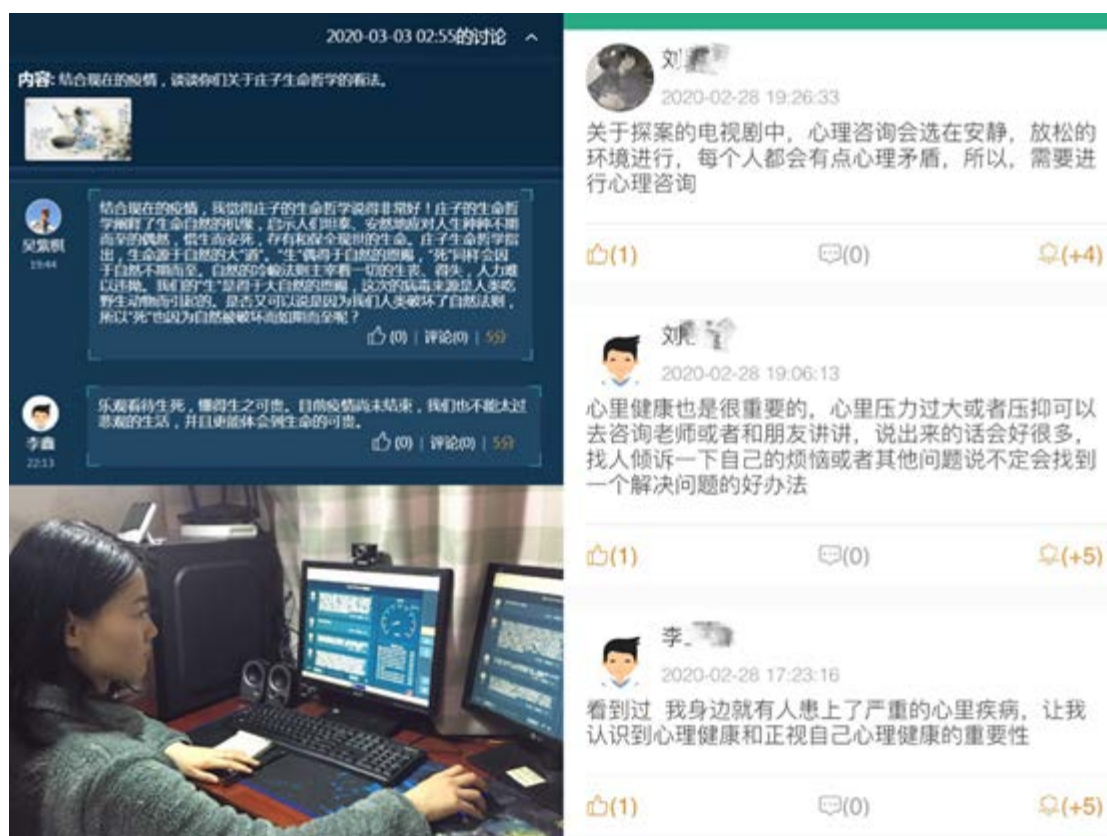 2020-03-03 02:55的讨论
内容: 结合现在的疫情，谈谈你们关于庄子生命哲学的看法。
吴紫棋
19:44
结合现在的疫情，我觉得庄子的生命哲学说得非常好！庄子的生命哲
学阐释了生命自然的机缘，启示人们坦率、安然地应对人生种种不期
而至的偶然，惜生而安死，存有和保全现世的生命。庄子生命哲学指
出，生命源于自然的大“道”。“生”偶得于自然的恩赐，“死”同样会因
于自然不期而至。自然的冷峻法则主宰着一切的生丧、得失，人力难
以违拗。我们的“生”是得于大自然的恩赐，这次的病毒来源是人类吃
野生动物而引起的。是否又可以说是因为我们人类破坏了自然法则，
所以“死”也因为自然被破坏而如期而至呢？
(0) | 评论(0) | 5分
李鑫
22:13
乐观看待生死，懂得生之可贵。目前疫情尚未结束，我们也不能太过
悲观的生活，并且更能体会到生命的可贵。
(0) | 评论(0) | 5分
刘
2020-02-28 19:26:33
关于探案的电视剧中，心理咨询会选在安静，放松的
环境进行，每个人都会有点心理矛盾，所以，需要进
行心理咨询
(1) (0) (+4)
刘
2020-02-28 19:06:13
心里健康也是很重要的，心里压力过大或者压抑可以
去咨询老师或者和朋友讲讲，说出来的话会好很多，
找人倾诉一下自己的烦恼或者其他问题说不定会找到
一个解决问题的好办法
(1) (0) (+5)
李
2020-02-28 17:23:16
看到过 我身边就有人患上了严重的心里疾病，让我
认识到心理健康和正视自己心理健康的重要性
(1) (0) (+5)